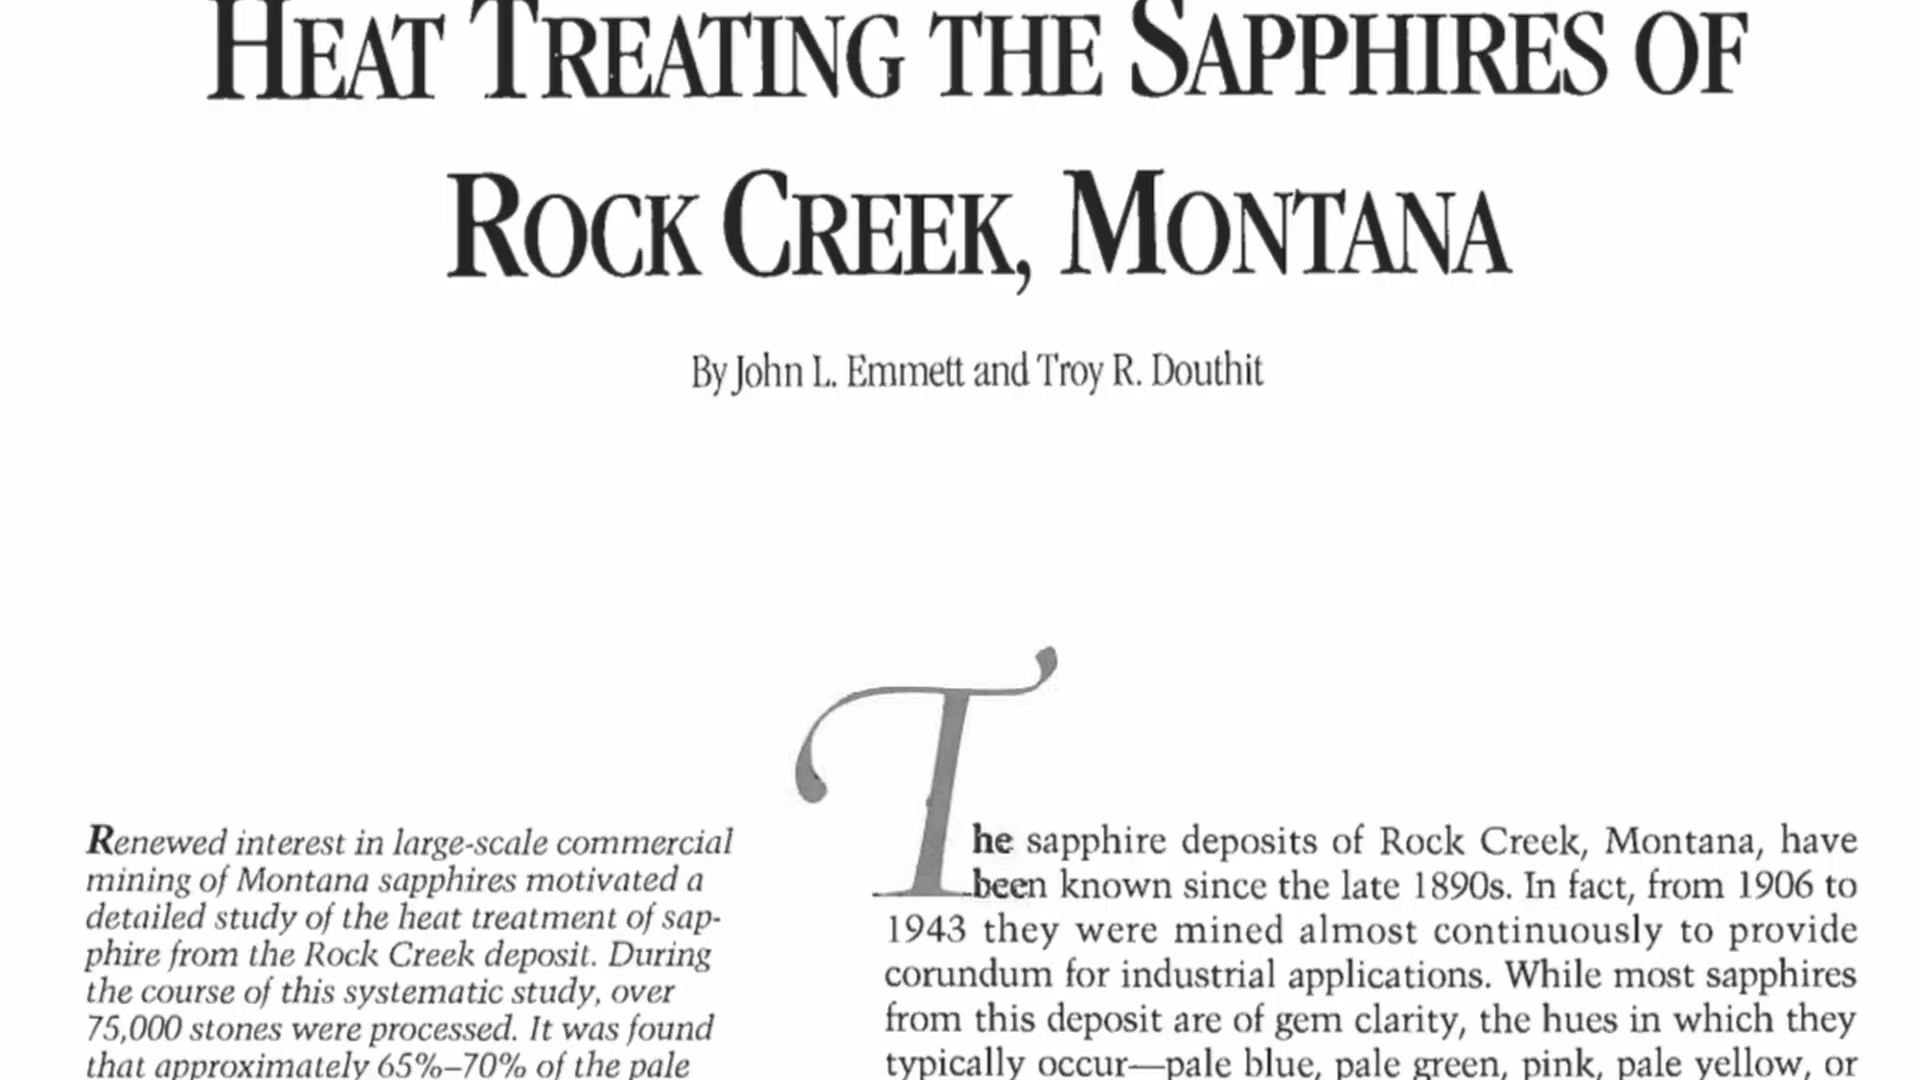 HEAT TREATING THE SAPPHIRES OF
ROCK CREEK, MONTANA
By John L. Emmett and Troy R. Douthit
Renewed interest in large-scale commercial
mining of Montana sapphires motivated a
detailed study of the heat treatment of sap-
phire from the Rock Creek deposit. During
the course of this systematic study, over
75,000 stones were processed. It was found
that approximately 65%–70% of the pale
The sapphire deposits of Rock Creek, Montana, have
been known since the late 1890s. In fact, from 1906 to
1943 they were mined almost continuously to provide
corundum for industrial applications. While most sapphires
from this deposit are of gem clarity, the hues in which they
typically occur—pale blue, pale green, pink, pale yellow, or